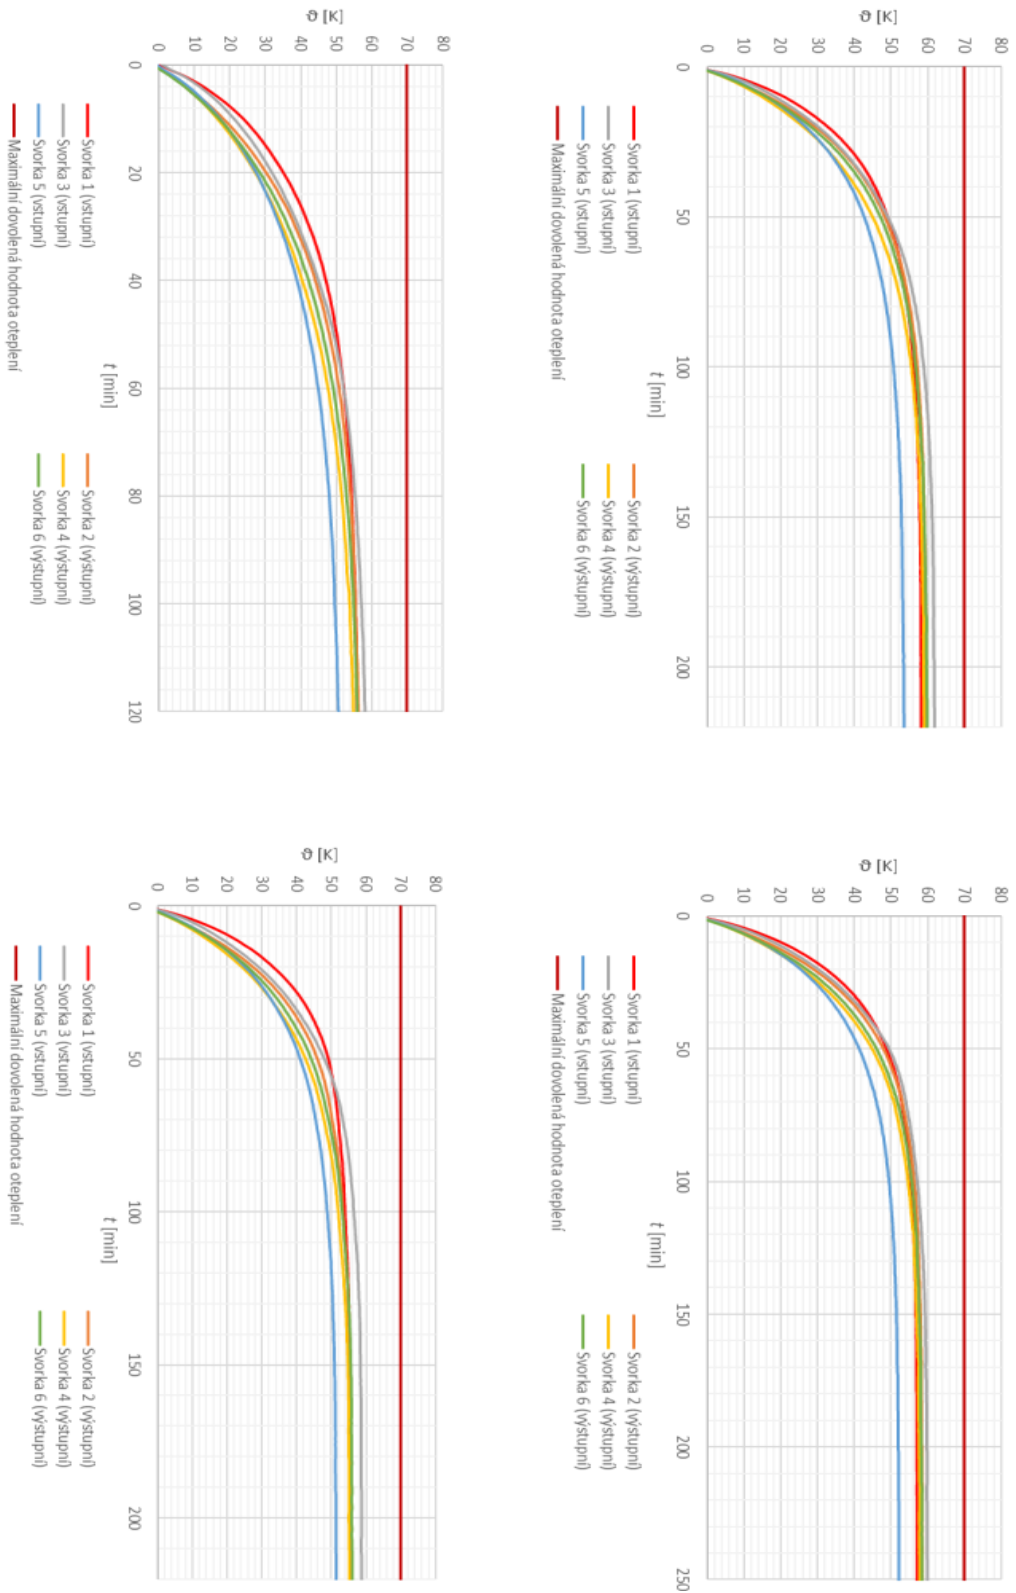 80
70
60
50
40
30
20
10
0
ϑ [K]
0 50 100 150 200
t [min]
Svorka 1 (vstupní) Svorka 2 (výstupní)
Svorka 3 (vstupní) Svorka 4 (výstupní)
Svorka 5 (vstupní) Svorka 6 (výstupní)
Maximální dovolená hodnota oteplení
80
70
60
50
40
30
20
10
0
ϑ [K]
0 50 100 150 200 250
t [min]
Svorka 1 (vstupní) Svorka 2 (výstupní)
Svorka 3 (vstupní) Svorka 4 (výstupní)
Svorka 5 (vstupní) Svorka 6 (výstupní)
Maximální dovolená hodnota oteplení
80
70
60
50
40
30
20
10
0
ϑ [K]
0 20 40 60 80 100 120
t [min]
Svorka 1 (vstupní) Svorka 2 (výstupní)
Svorka 3 (vstupní) Svorka 4 (výstupní)
Svorka 5 (vstupní) Svorka 6 (výstupní)
Maximální dovolená hodnota oteplení
80
70
60
50
40
30
20
10
0
ϑ [K]
0 50 100 150 200
t [min]
Svorka 1 (vstupní) Svorka 2 (výstupní)
Svorka 3 (vstupní) Svorka 4 (výstupní)
Svorka 5 (vstupní) Svorka 6 (výstupní)
Maximální dovolená hodnota oteplení